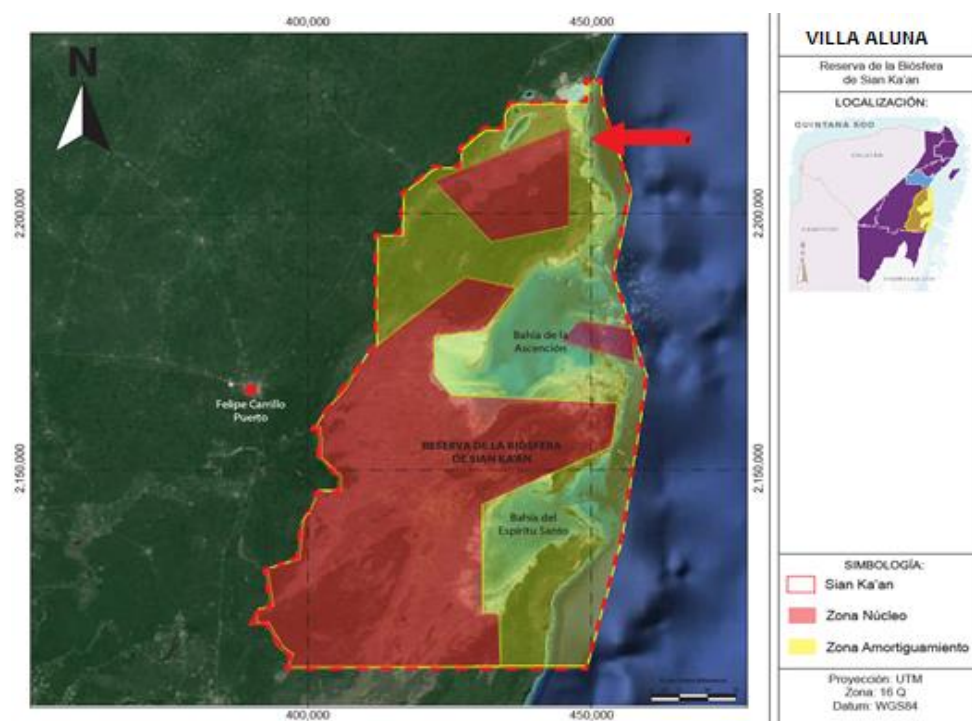 400,000
450,000
N
2,200,000
2,200,000
Bahía de la
Ascención
Felipe Carrillo
Puerto
RESERVA DE LA BIÓSFERA
DE SIAN KA'AN
2,150,000
2,150,000
Bahía del
Espíritu Santo
400,000
450,000
VILLA ALUNA
Reserva de la Biósfera
de Sian Ka'an
LOCALIZACIÓN:
QUINTANA ROO
YUCATÁN
CAMPECHE
SIMBOLOGÍA:
Sian Ka'an
Zona Núcleo
Zona Amortiguamiento
Proyección: UTM
Zona: 16 Q
Datum: WGS84